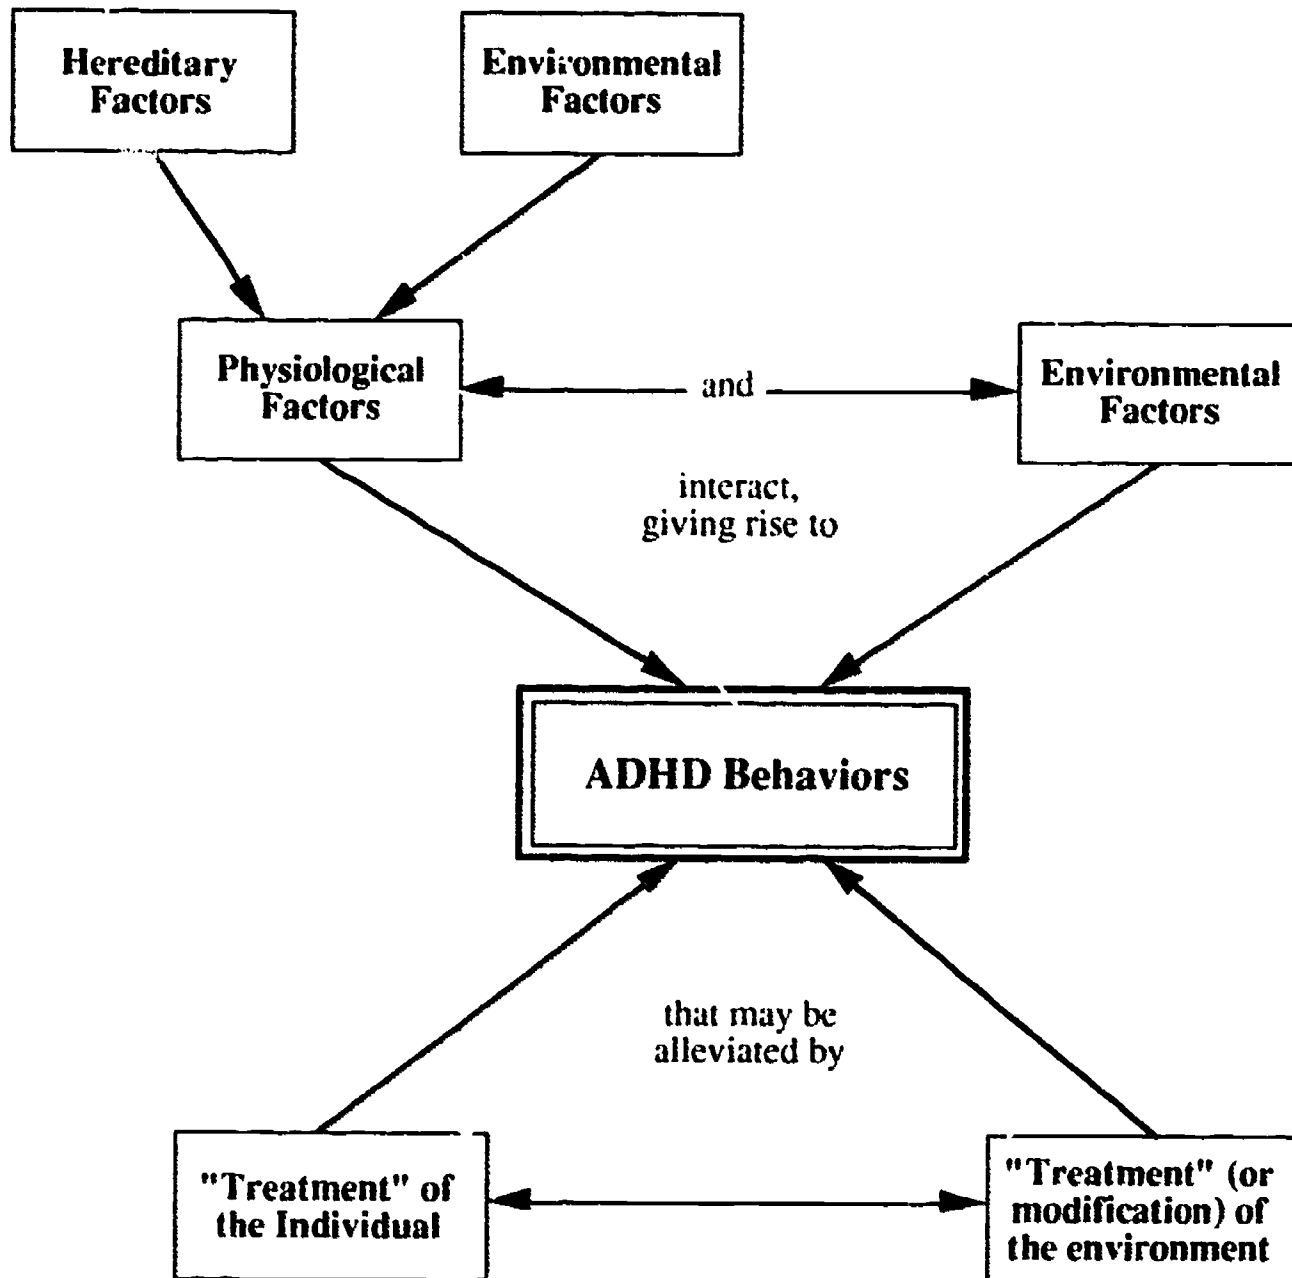 Hereditary
Factors
Environmental
Factors
Physiological
Factors
and
Environmental
Factors
interact,
giving rise to
ADHD Behaviors
that may be
alleviated by
"Treatment" of
the Individual
"Treatment" (or
modification) of
the environment